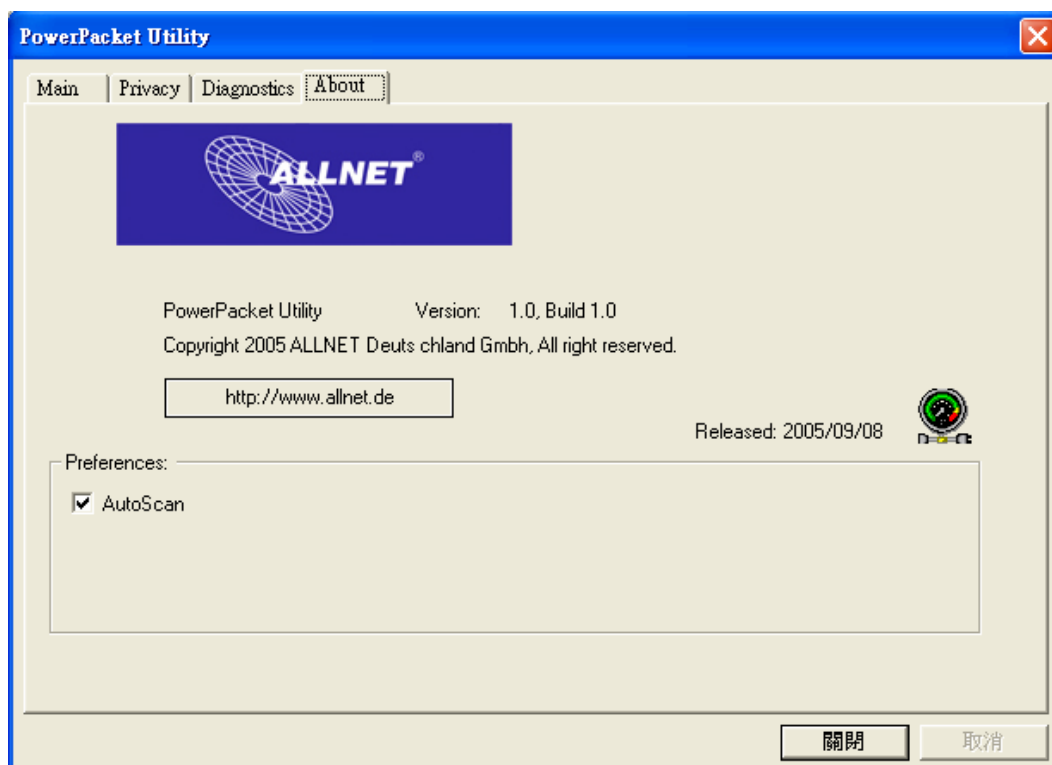 PowerPacket Utility
Main Privacy Diagnostics About
ALLNET®
PowerPacket Utility Version: 1.0, Build 1.0
Copyright 2005 ALLNET Deuts chland Gmbh, All right reserved.
http://www.allnet.de
Released: 2005/09/08
Preferences:
AutoScan
關閉 取消